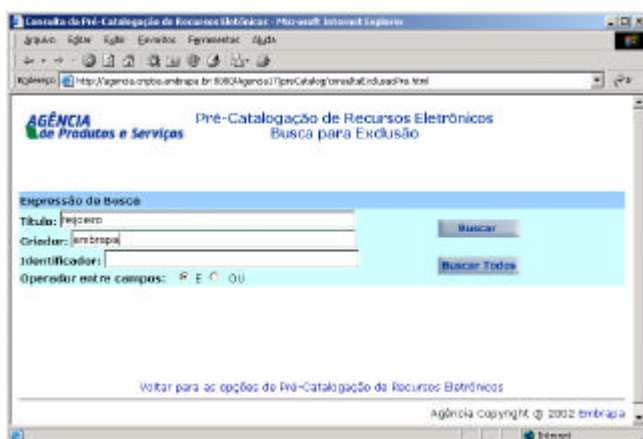 Consulta da Pré-Catalogação de Recursos Eletrônicos - Microsoft Internet Explorer
Arquivo Editar Exibir Favoritos Ferramentas Ajuda
Endereço
AGÊNCIA
de Produtos e Serviços
Pré-Catalogação de Recursos Eletrônicos
Busca para Exclusão
Expressão de Busca
Título: feijoeiro
Criador: embrapa
Identificador:
Operador entre campos: E OU
Buscar
Buscar Todos
Voltar para as opções de Pré-Catalogação de Recursos Eletrônicos
Agência Copyright @ 2002 Embrapa
Internet